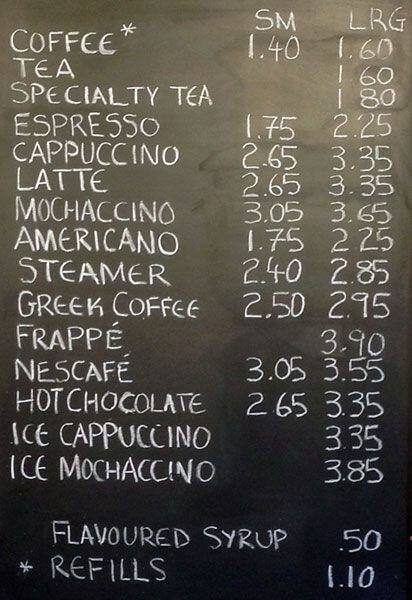 SM LRG
COFFEE* 1.40 1.60
TEA 1 60
SPECIALTY TEA 1 80
ESPRESSO 1.75 2.25
CAPPUCCINO 2.65 3.35
LATTE 2.65 3.35
MOCHACCINO 3.05 3.65
AMERICANO 1.75 2.25
STEAMER 2.40 2.85
GREEK COFFEE 2.50 2.95
FRAPPÉ 3.90
NESCAFÉ 3.05 3.55
HOT CHOCOLATE 2.65 3.35
ICE CAPPUCCINO 3.35
ICE MOCHACCINO 3.85
FLAVOURED SYRUP .50
* REFILLS 1.10